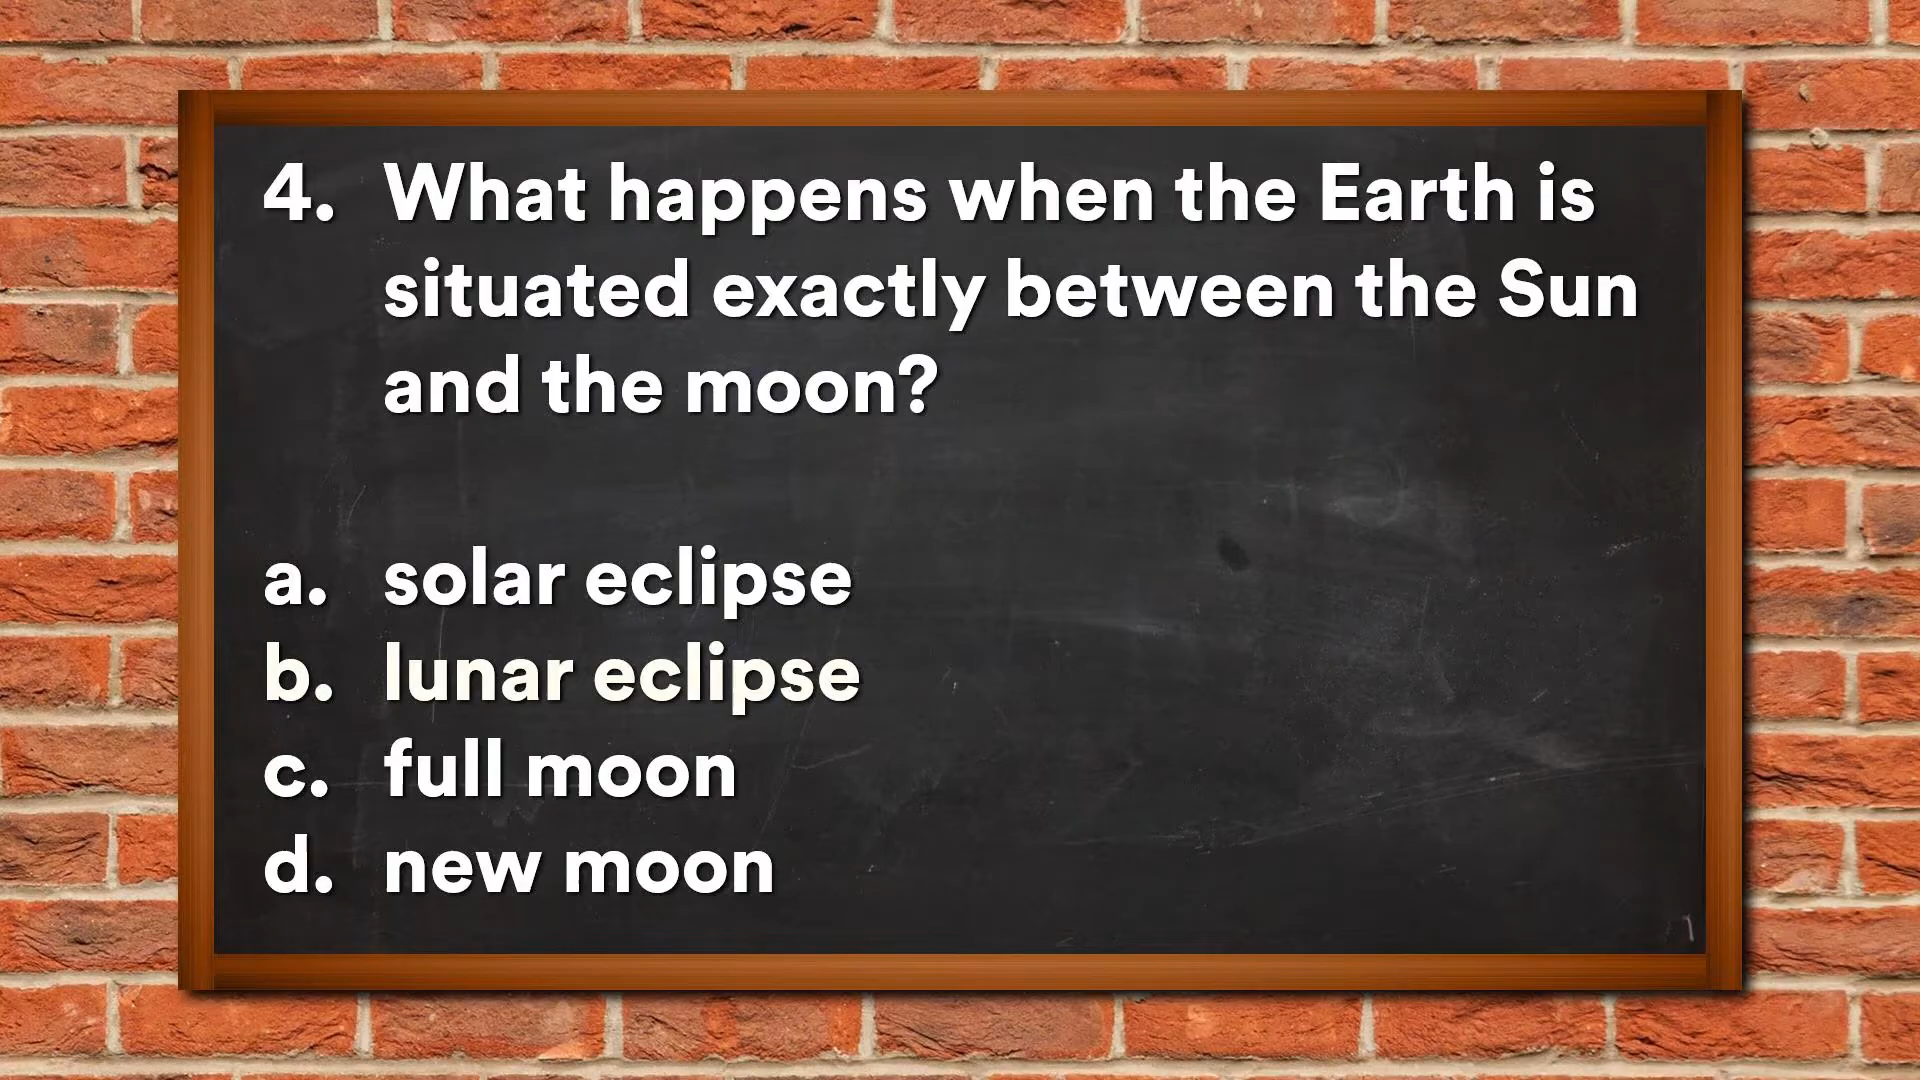 4. What happens when the Earth is
situated exactly between the Sun
and the moon?
a. solar eclipse
b. lunar eclipse
c. full moon
d. new moon